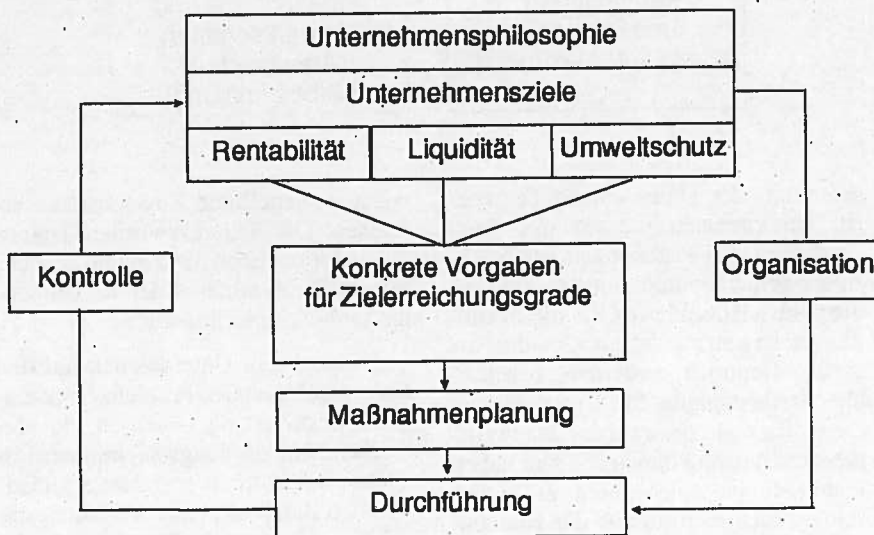 Unternehmensphilosophie
Unternehmensziele
Rentabilität
Liquidität
Umweltschutz
Kontrolle
Konkrete Vorgaben
für Zielerreichungsgrade
Organisation
Maßnahmenplanung
Durchführung